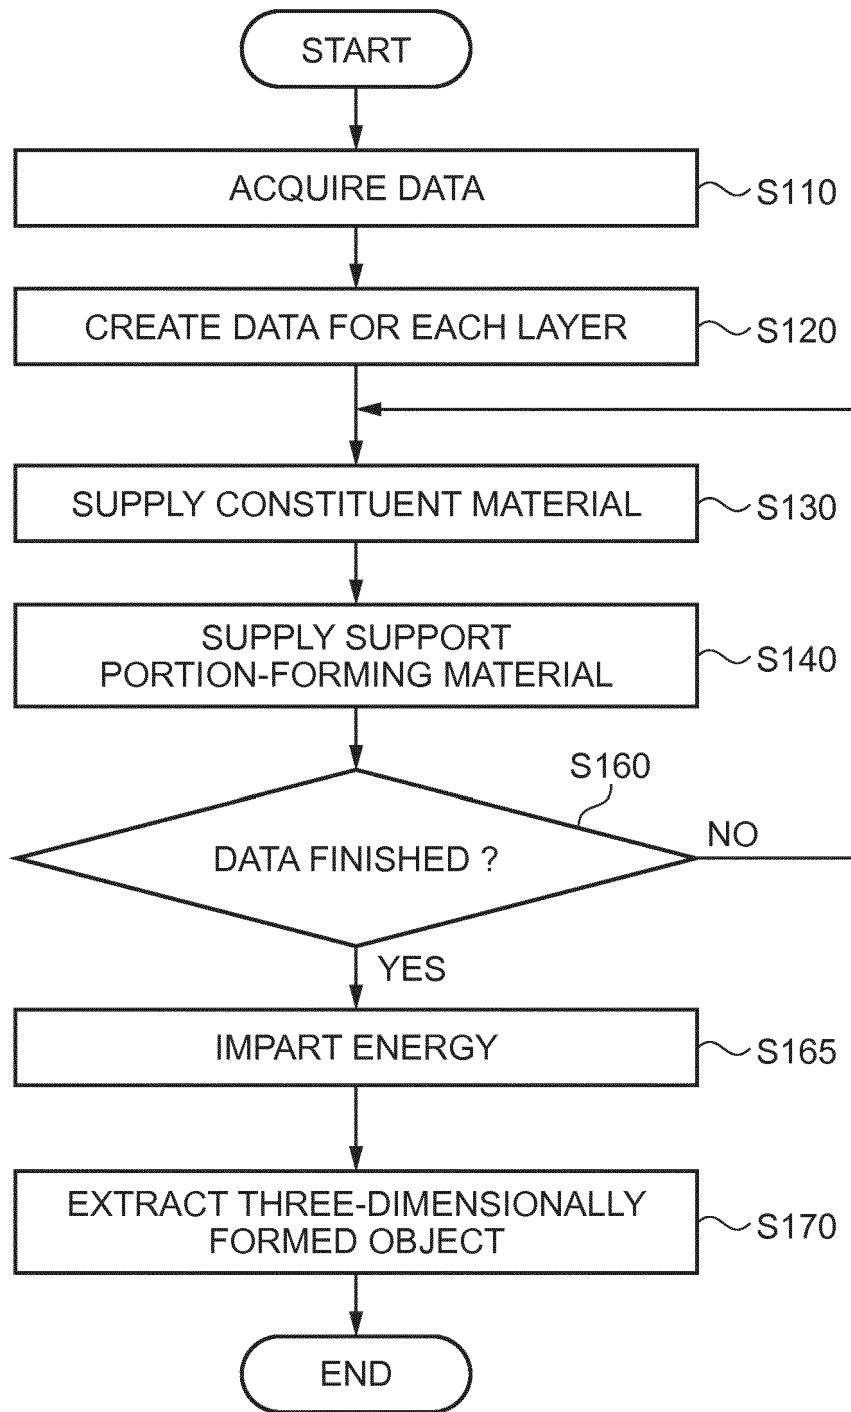 START
ACQUIRE DATA
S110
CREATE DATA FOR EACH LAYER
S120
SUPPLY CONSTITUENT MATERIAL
S130
SUPPLY SUPPORT
PORTION-FORMING MATERIAL
S140
S160
DATA FINISHED ?
NO
YES
IMPART ENERGY
S165
EXTRACT THREE-DIMENSIONALLY
FORMED OBJECT
S170
END